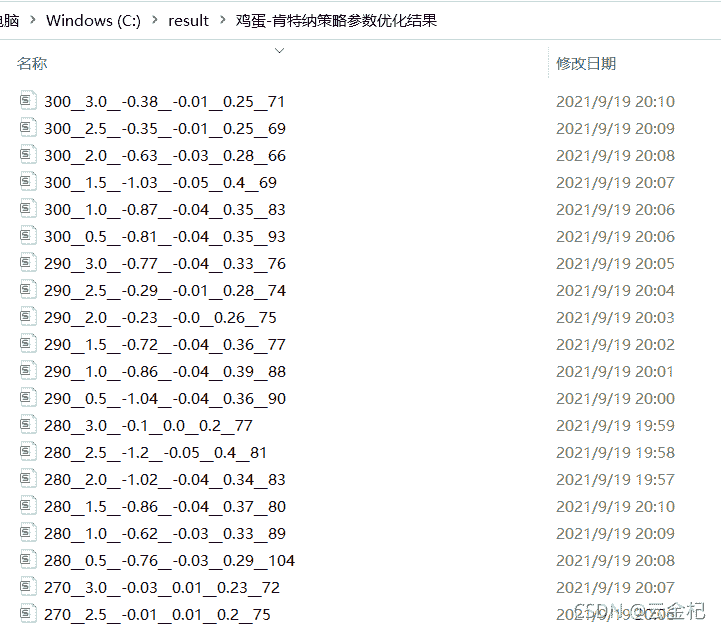 电脑 > Windows (C:) > result > 鸡蛋-肯特纳策略参数优化结果
名称 修改日期
300__3.0__-0.38__-0.01__0.25__71 2021/9/19 20:10
300__2.5__-0.35__-0.01__0.25__69 2021/9/19 20:09
300__2.0__-0.63__-0.03__0.28__66 2021/9/19 20:08
300__1.5__-1.03__-0.05__0.4__69 2021/9/19 20:07
300__1.0__-0.87__-0.04__0.35__83 2021/9/19 20:06
300__0.5__-0.81__-0.04__0.35__93 2021/9/19 20:06
290__3.0__-0.77__-0.04__0.33__76 2021/9/19 20:05
290__2.5__-0.29__-0.01__0.28__74 2021/9/19 20:04
290__2.0__-0.23__-0.0__0.26__75 2021/9/19 20:03
290__1.5__-0.72__-0.04__0.36__77 2021/9/19 20:02
290__1.0__-0.86__-0.04__0.39__88 2021/9/19 20:01
290__0.5__-1.04__-0.04__0.36__90 2021/9/19 20:00
280__3.0__-0.1__0.0__0.2__77 2021/9/19 19:59
280__2.5__-1.2__-0.05__0.4__81 2021/9/19 19:58
280__2.0__-1.02__-0.04__0.34__83 2021/9/19 19:57
280__1.5__-0.86__-0.04__0.37__80 2021/9/19 20:10
280__1.0__-0.62__-0.03__0.33__89 2021/9/19 20:09
280__0.5__-0.76__-0.03__0.29__104 2021/9/19 20:08
270__3.0__-0.03__0.01__0.23__72 2021/9/19 20:07
270__2.5__-0.01__0.01__0.2__75 2021/9/19 20:06
CSDN @云金杞